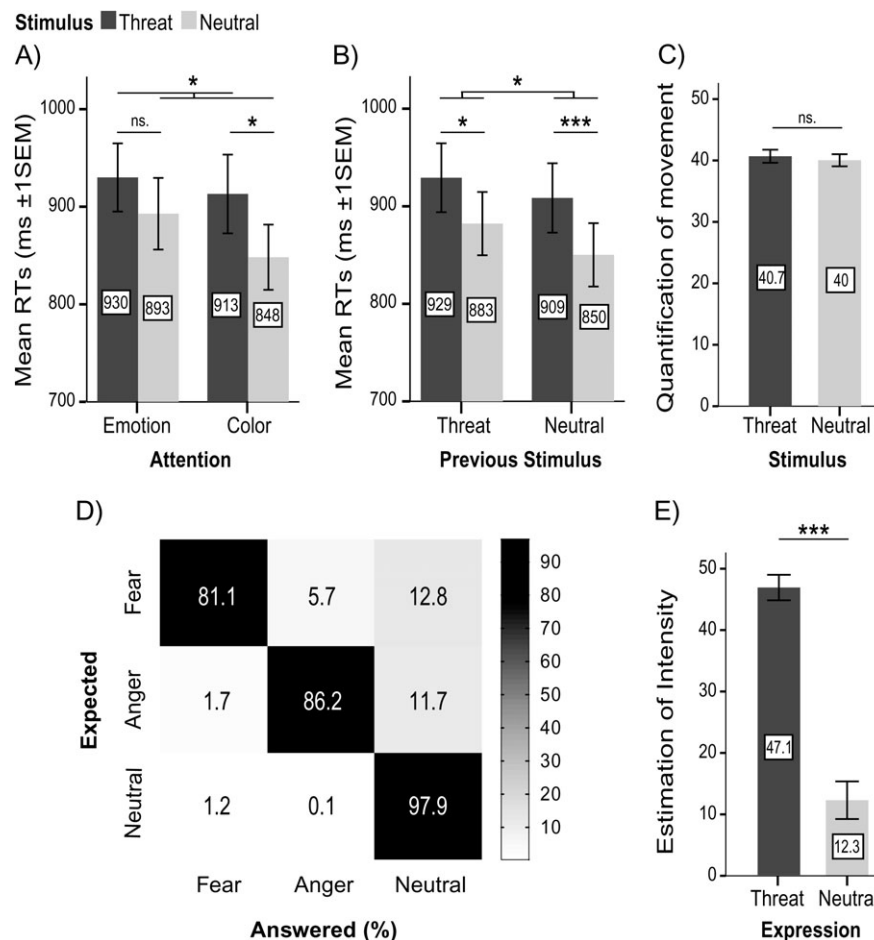 Stimulus Threat Neutral
A)
Mean RTs (ms ±1SEM)
1000
900
800
700
*
ns.
*
930
893
913
848
Emotion Color
Attention
B)
Mean RTs (ms ±1SEM)
1000
900
800
700
*
*
***
929
883
909
850
Threat Neutral
Previous Stimulus
C)
Quantification of movement
50
40
30
20
10
0
ns.
40.7
40
Threat Neutral
Stimulus
D)
Expected
Fear
Anger
Neutral
81.1 5.7 12.8
1.7 86.2 11.7
1.2 0.1 97.9
Fear Anger Neutral
Answered (%)
90
80
70
60
50
40
30
20
10
E)
Estimation of Intensity
50
40
30
20
10
0
***
47.1
12.3
Threat Neutra
Expression